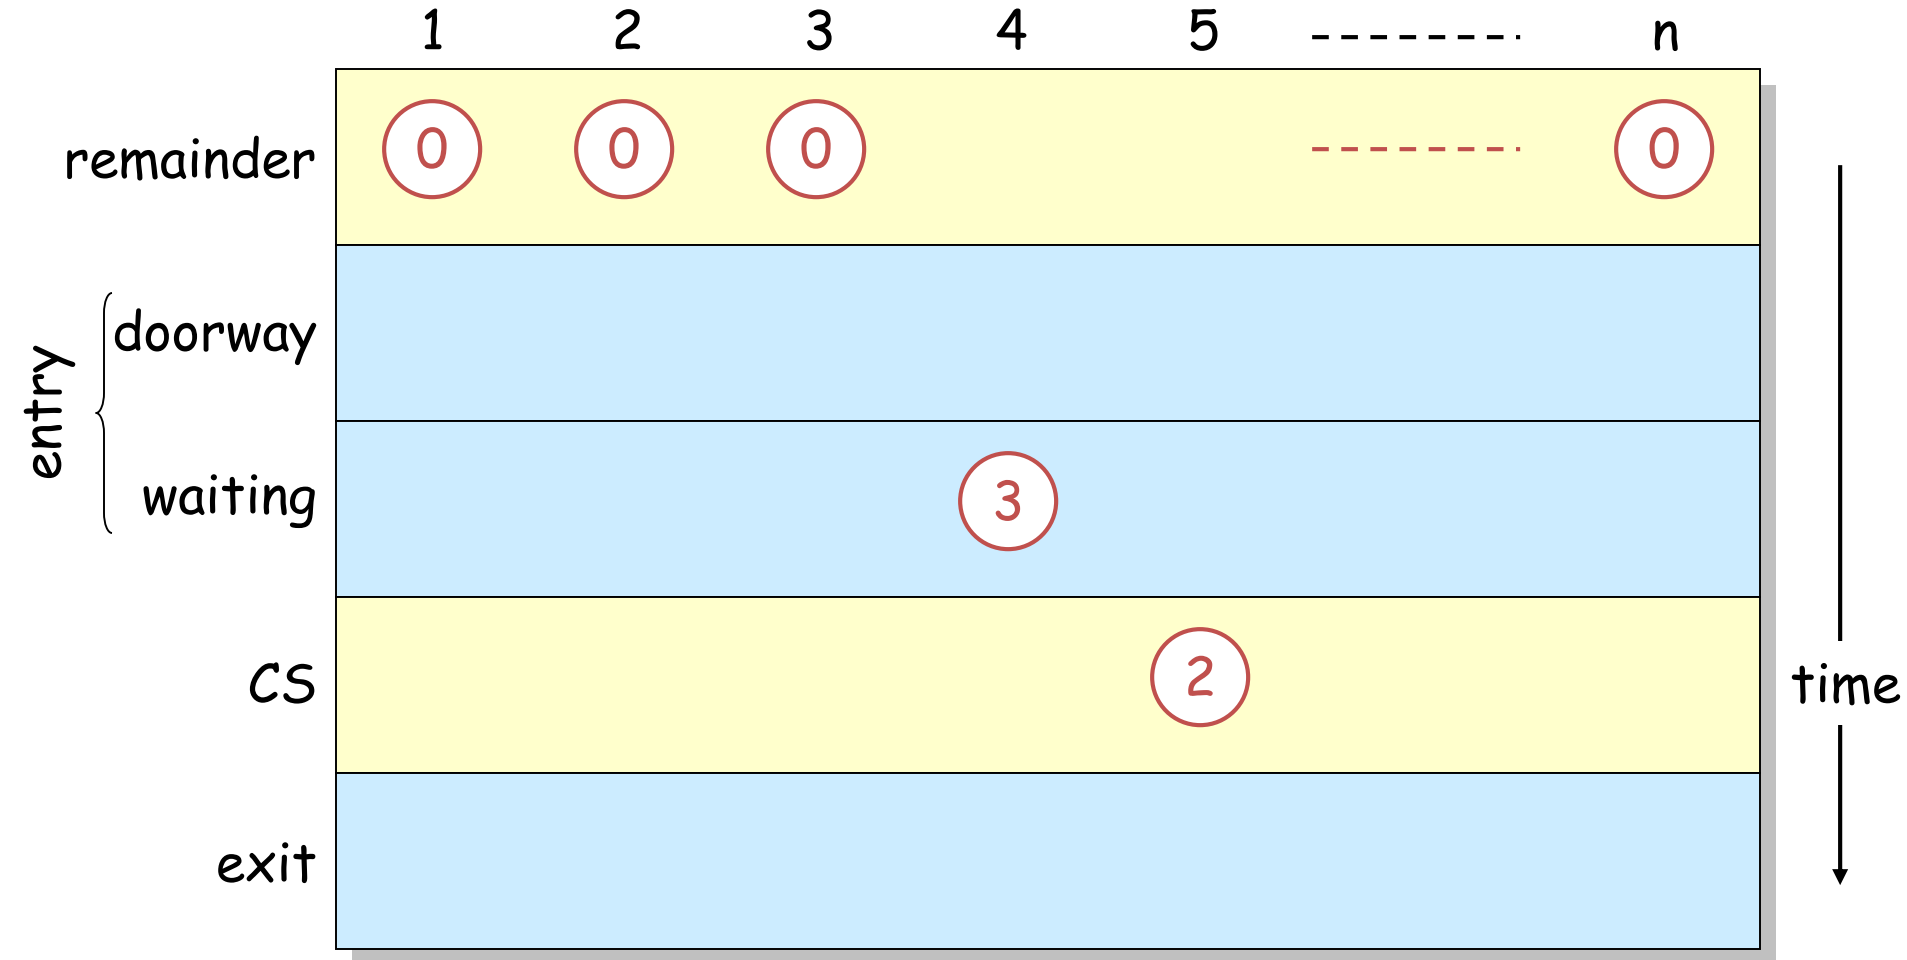 1 2 3 4 5 n
remainder 0 0 0 0
entry
doorway
waiting 3
CS 2
time
exit